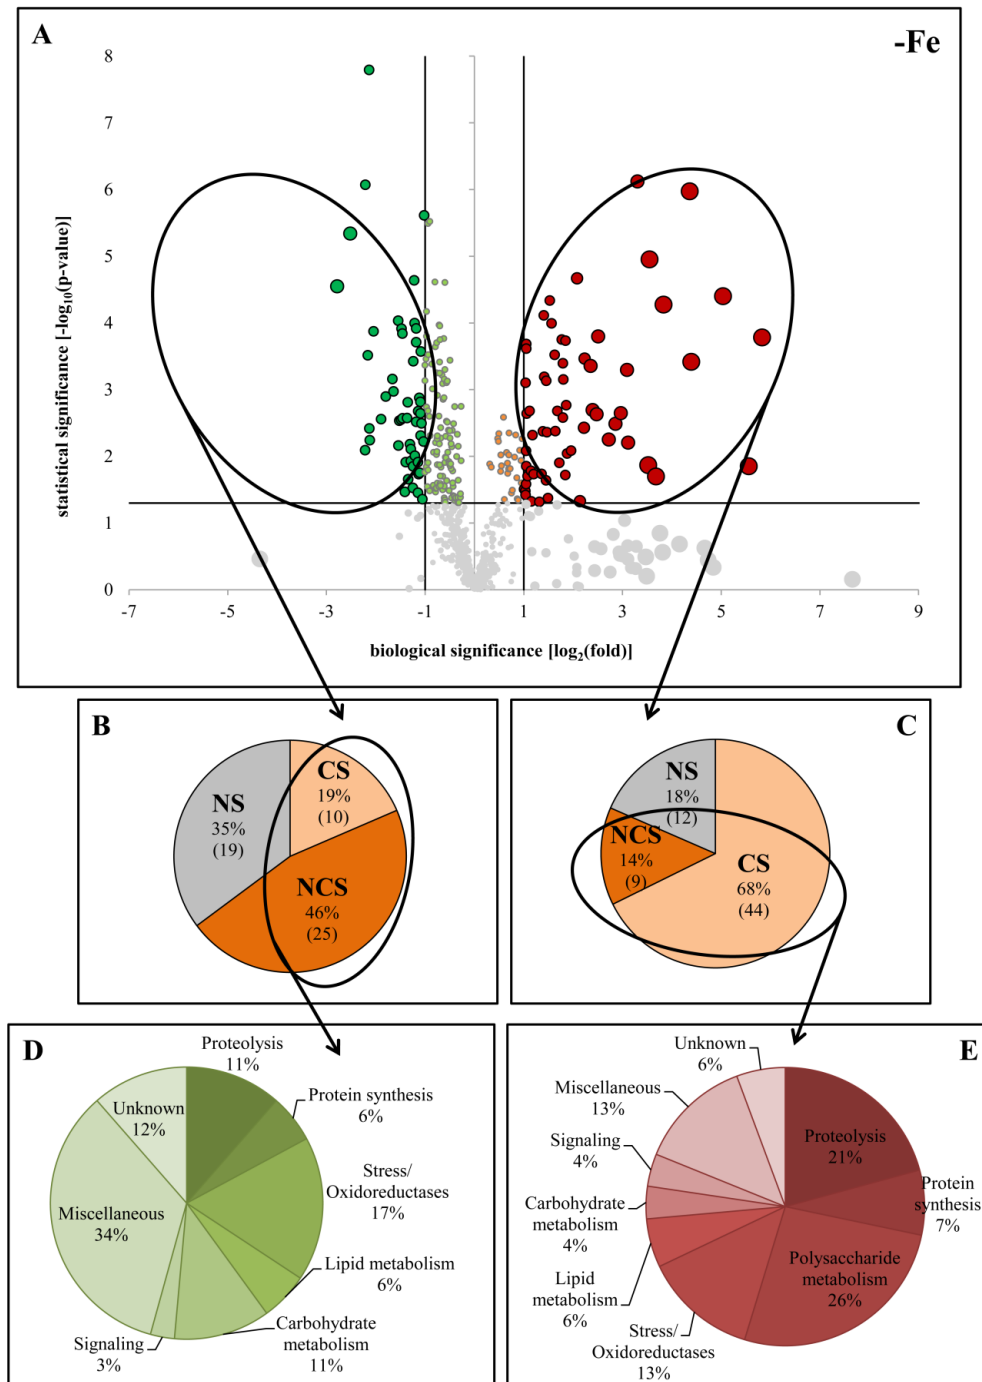 A
-Fe
8
7
6
5
4
3
2
1
0
-7
-5
-3
-1
1
3
5
7
9
statistical significance [-log10(p-value)]
biological significance [log2(fold)]
B
CS
19%
(10)
NS
35%
(19)
NCS
46%
(25)
C
NS
18%
(12)
NCS
14%
(9)
CS
68%
(44)
D
Proteolysis
11%
Protein synthesis
6%
Stress/
Oxidoreductases
17%
Lipid metabolism
6%
Carbohydrate
metabolism
11%
Signaling
3%
Miscellaneous
34%
Unknown
12%
E
Unknown
6%
Miscellaneous
13%
Signaling
4%
Carbohydrate
metabolism
4%
Lipid
metabolism
6%
Stress/
Oxidoreductases
13%
Polysaccharide
metabolism
26%
Protein
synthesis
7%
Proteolysis
21%